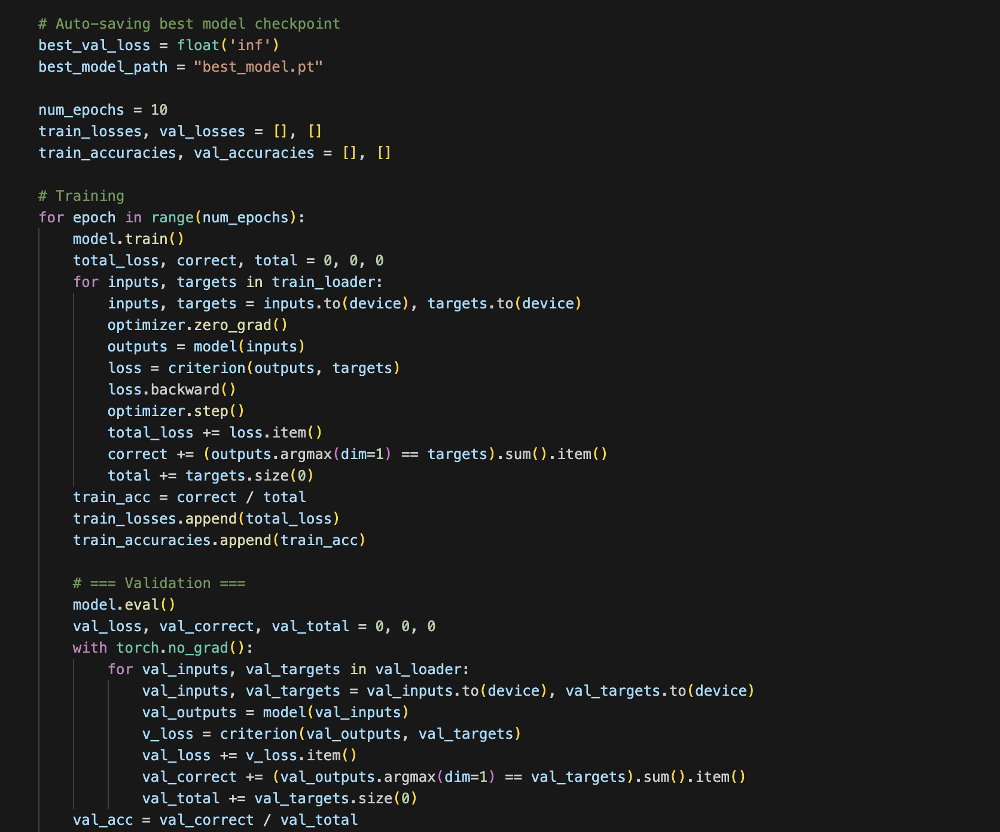 # Auto-saving best model checkpoint
best_val_loss = float('inf')
best_model_path = "best_model.pt"

num_epochs = 10
train_losses, val_losses = [], []
train_accuracies, val_accuracies = [], []

# Training
for epoch in range(num_epochs):
    model.train()
    total_loss, correct, total = 0, 0, 0
    for inputs, targets in train_loader:
        inputs, targets = inputs.to(device), targets.to(device)
        optimizer.zero_grad()
        outputs = model(inputs)
        loss = criterion(outputs, targets)
        loss.backward()
        optimizer.step()
        total_loss += loss.item()
        correct += (outputs.argmax(dim=1) == targets).sum().item()
        total += targets.size(0)
    train_acc = correct / total
    train_losses.append(total_loss)
    train_accuracies.append(train_acc)

    # === Validation ===
    model.eval()
    val_loss, val_correct, val_total = 0, 0, 0
    with torch.no_grad():
        for val_inputs, val_targets in val_loader:
            val_inputs, val_targets = val_inputs.to(device), val_targets.to(device)
            val_outputs = model(val_inputs)
            v_loss = criterion(val_outputs, val_targets)
            val_loss += v_loss.item()
            val_correct += (val_outputs.argmax(dim=1) == val_targets).sum().item()
            val_total += val_targets.size(0)
    val_acc = val_correct / val_total